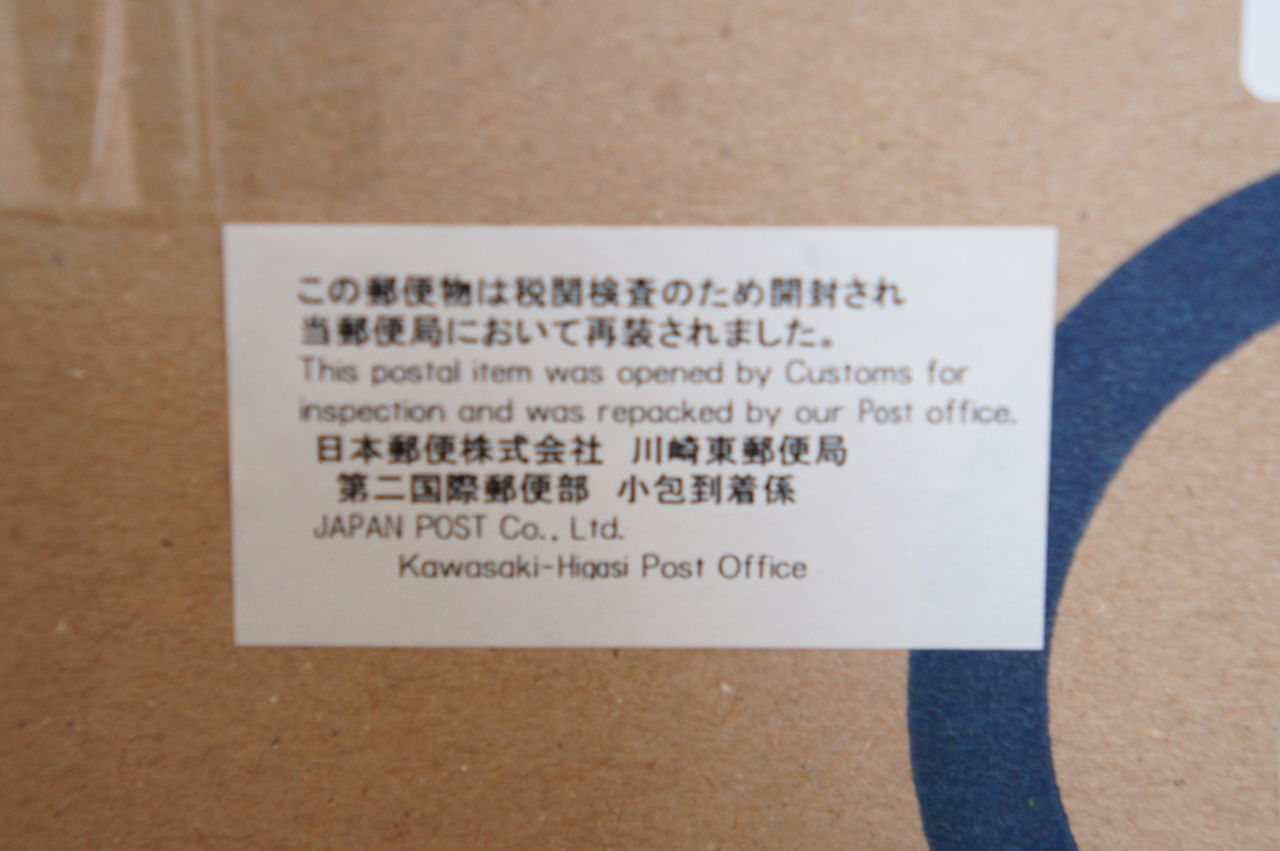 この郵便物は税関検査のため開封され
当郵便局において再装されました。
This postal item was opened by Customs for
inspection and was repacked by our Post office.
日本郵便株式会社 川崎東郵便局
第二国際郵便部 小包到着係
JAPAN POST Co., Ltd.
Kawasaki-Higasi Post Office